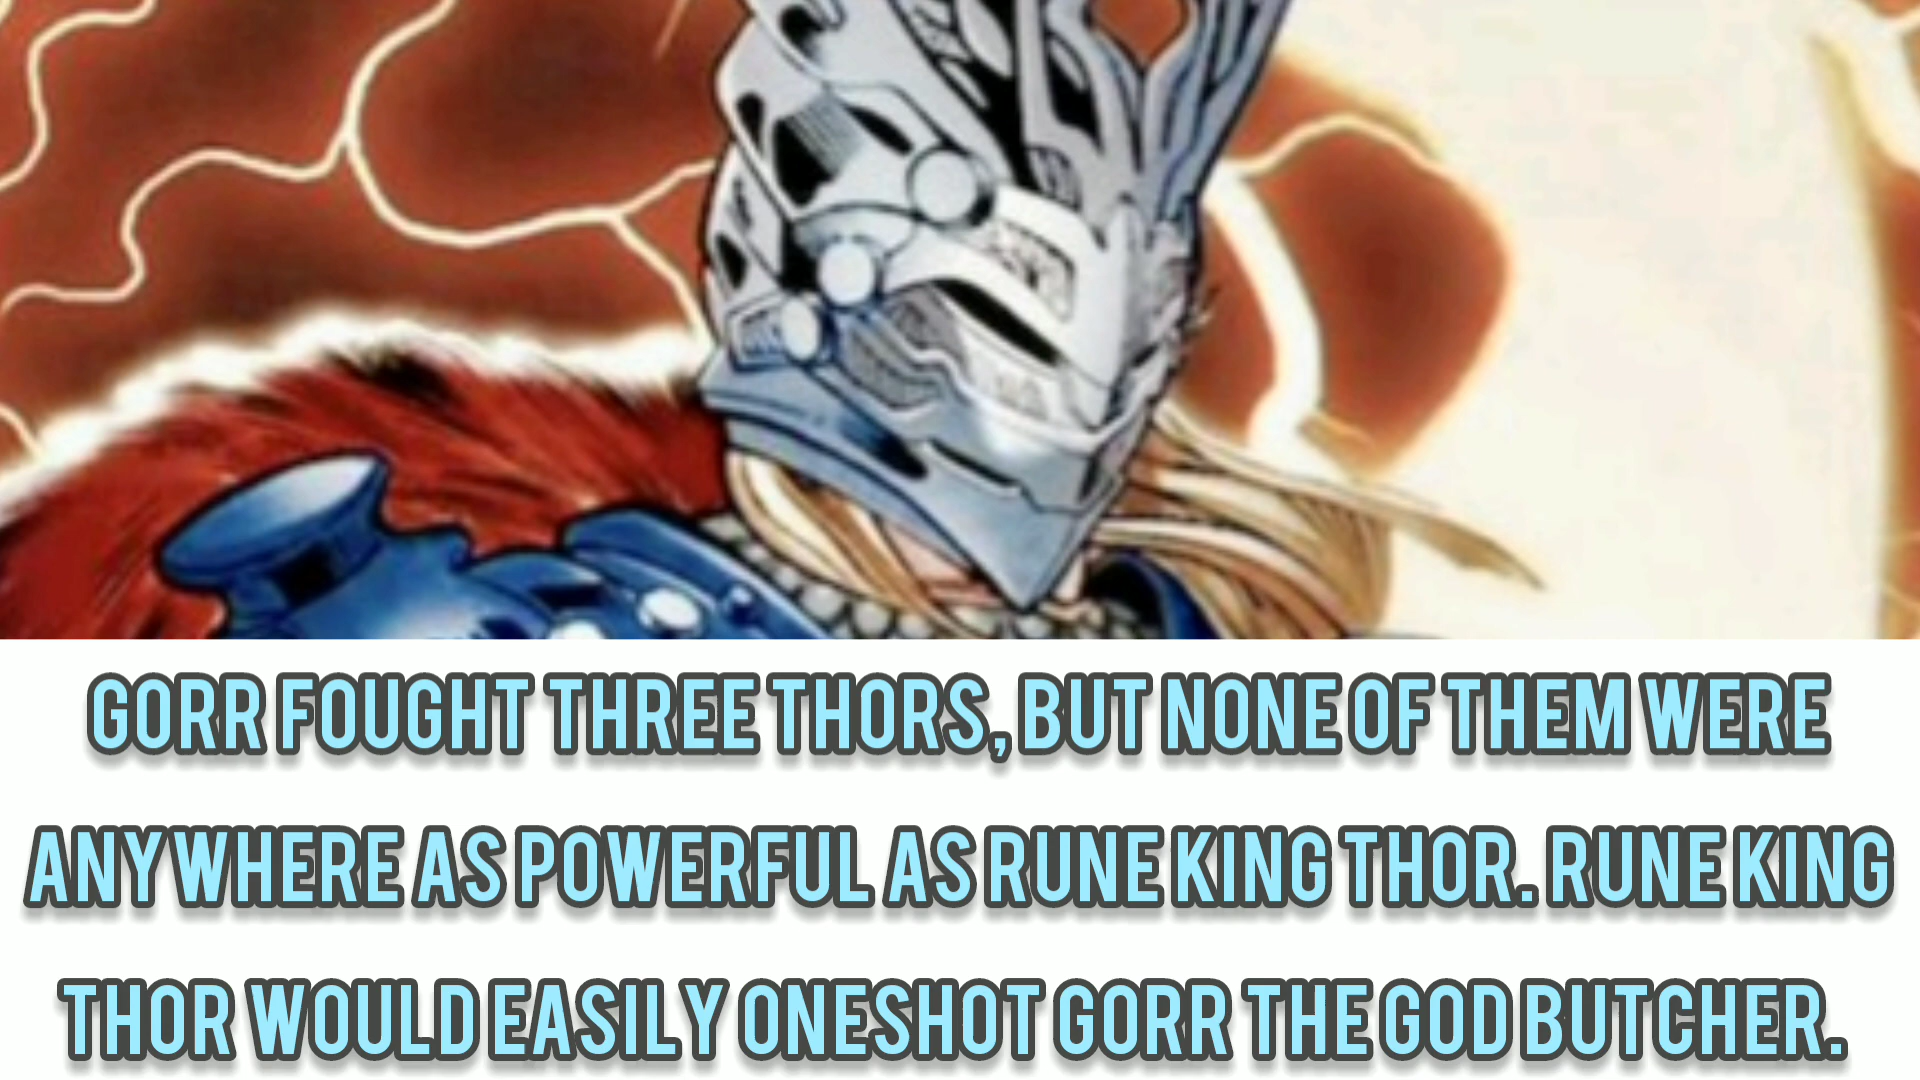 GORR FOUGHT THREE THORS, BUT NONE OF THEM WERE
ANYWHERE AS POWERFUL AS RUNE KING THOR. RUNE KING
THOR WOULD EASILY ONESHOT GORR THE GOD BUTCHER.